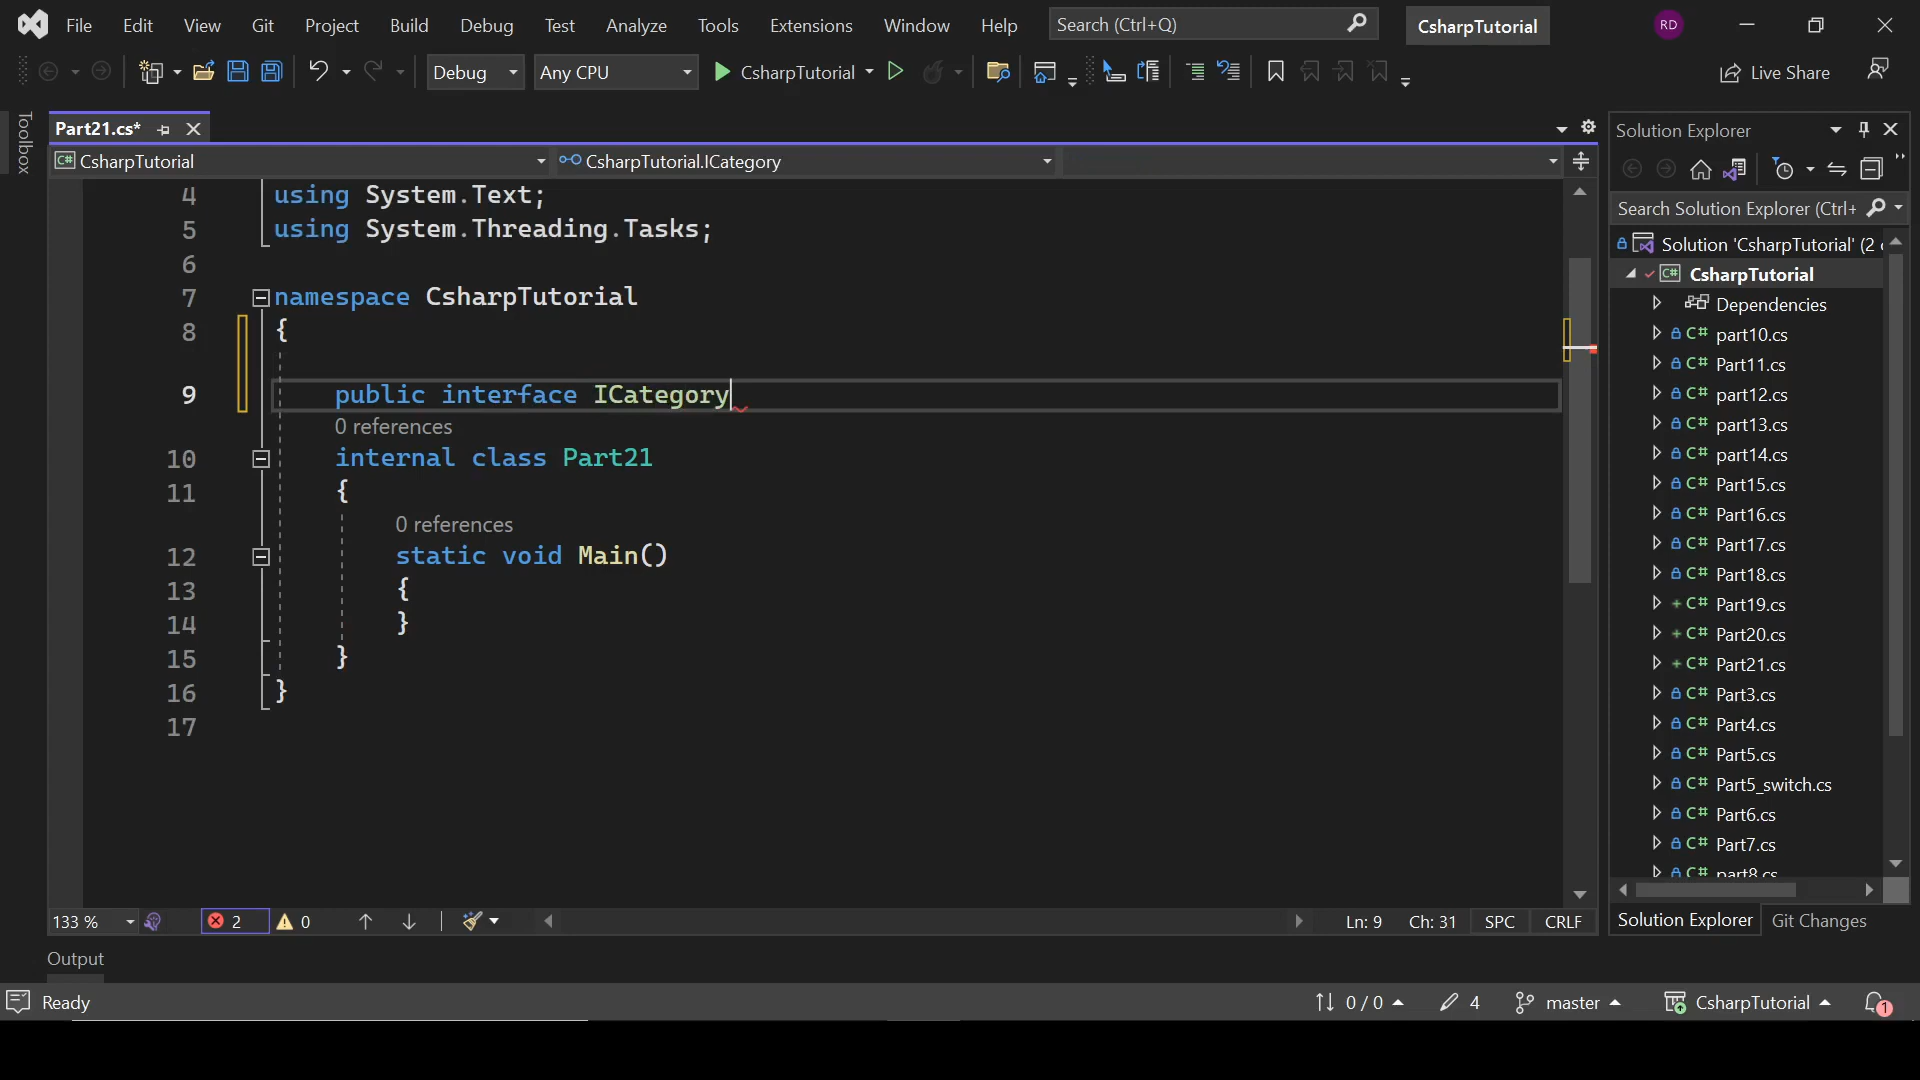 File Edit View Git Project Build Debug Test Analyze Tools Extensions Window Help Search (Ctrl+Q) CsharpTutorial RD
Debug Any CPU CsharpTutorial Live Share
Toolbox
Part21.cs*
CsharpTutorial CsharpTutorial.ICategory
4 using System.Text;
5 using System.Threading.Tasks;
6
7 namespace CsharpTutorial
8 {
9 public interface ICategory
0 references
10 internal class Part21
11 {
0 references
12 static void Main()
13 {
14 }
15 }
16 }
17
133 % 2 0 Ln: 9 Ch: 31 SPC CRLF
Solution Explorer
Search Solution Explorer (Ctrl+
Solution 'CsharpTutorial' (2
C# CsharpTutorial
Dependencies
C# part10.cs
C# Part11.cs
C# part12.cs
C# part13.cs
C# part14.cs
C# Part15.cs
C# Part16.cs
C# Part17.cs
C# Part18.cs
C# Part19.cs
C# Part20.cs
C# Part21.cs
C# Part3.cs
C# Part4.cs
C# Part5.cs
C# Part5_switch.cs
C# Part6.cs
C# Part7.cs
C# part8.cs
Solution Explorer Git Changes
Output
Ready 0 / 0 4 master CsharpTutorial 1